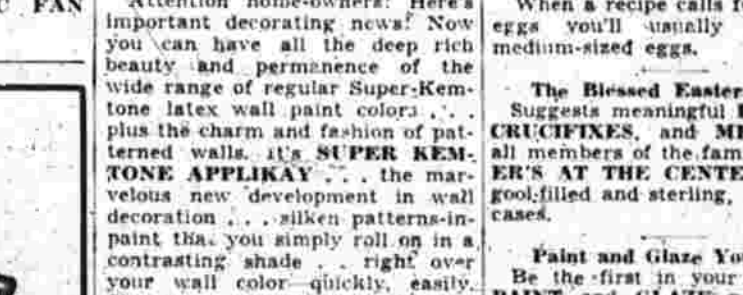 FAN
Attention home-owners! Here's
important decorating news! Now
you can have all the deep rich
beauty and permanence of the
wide range of regular Super-Kem-
tone latex wall paint colors . . .
plus the charm and fashion of pat-
terned walls. It's SUPER KEM-
TONE APPLIKAY . . . the mar-
velous new development in wall
decoration . . . silken patterns-in-
paint that you simply roll on in a
contrasting shade . . right over
your wall color quickly, easily.
When a recipe calls
eggs you'll usually
medium-sized eggs.
The Blessed Easter
Suggests meaningful
CRUCIFIXES, and
all members of the fam
ER'S AT THE CENTE
gool-filled and sterling,
cases.
Paint and Glaze Yo
Be the first in your